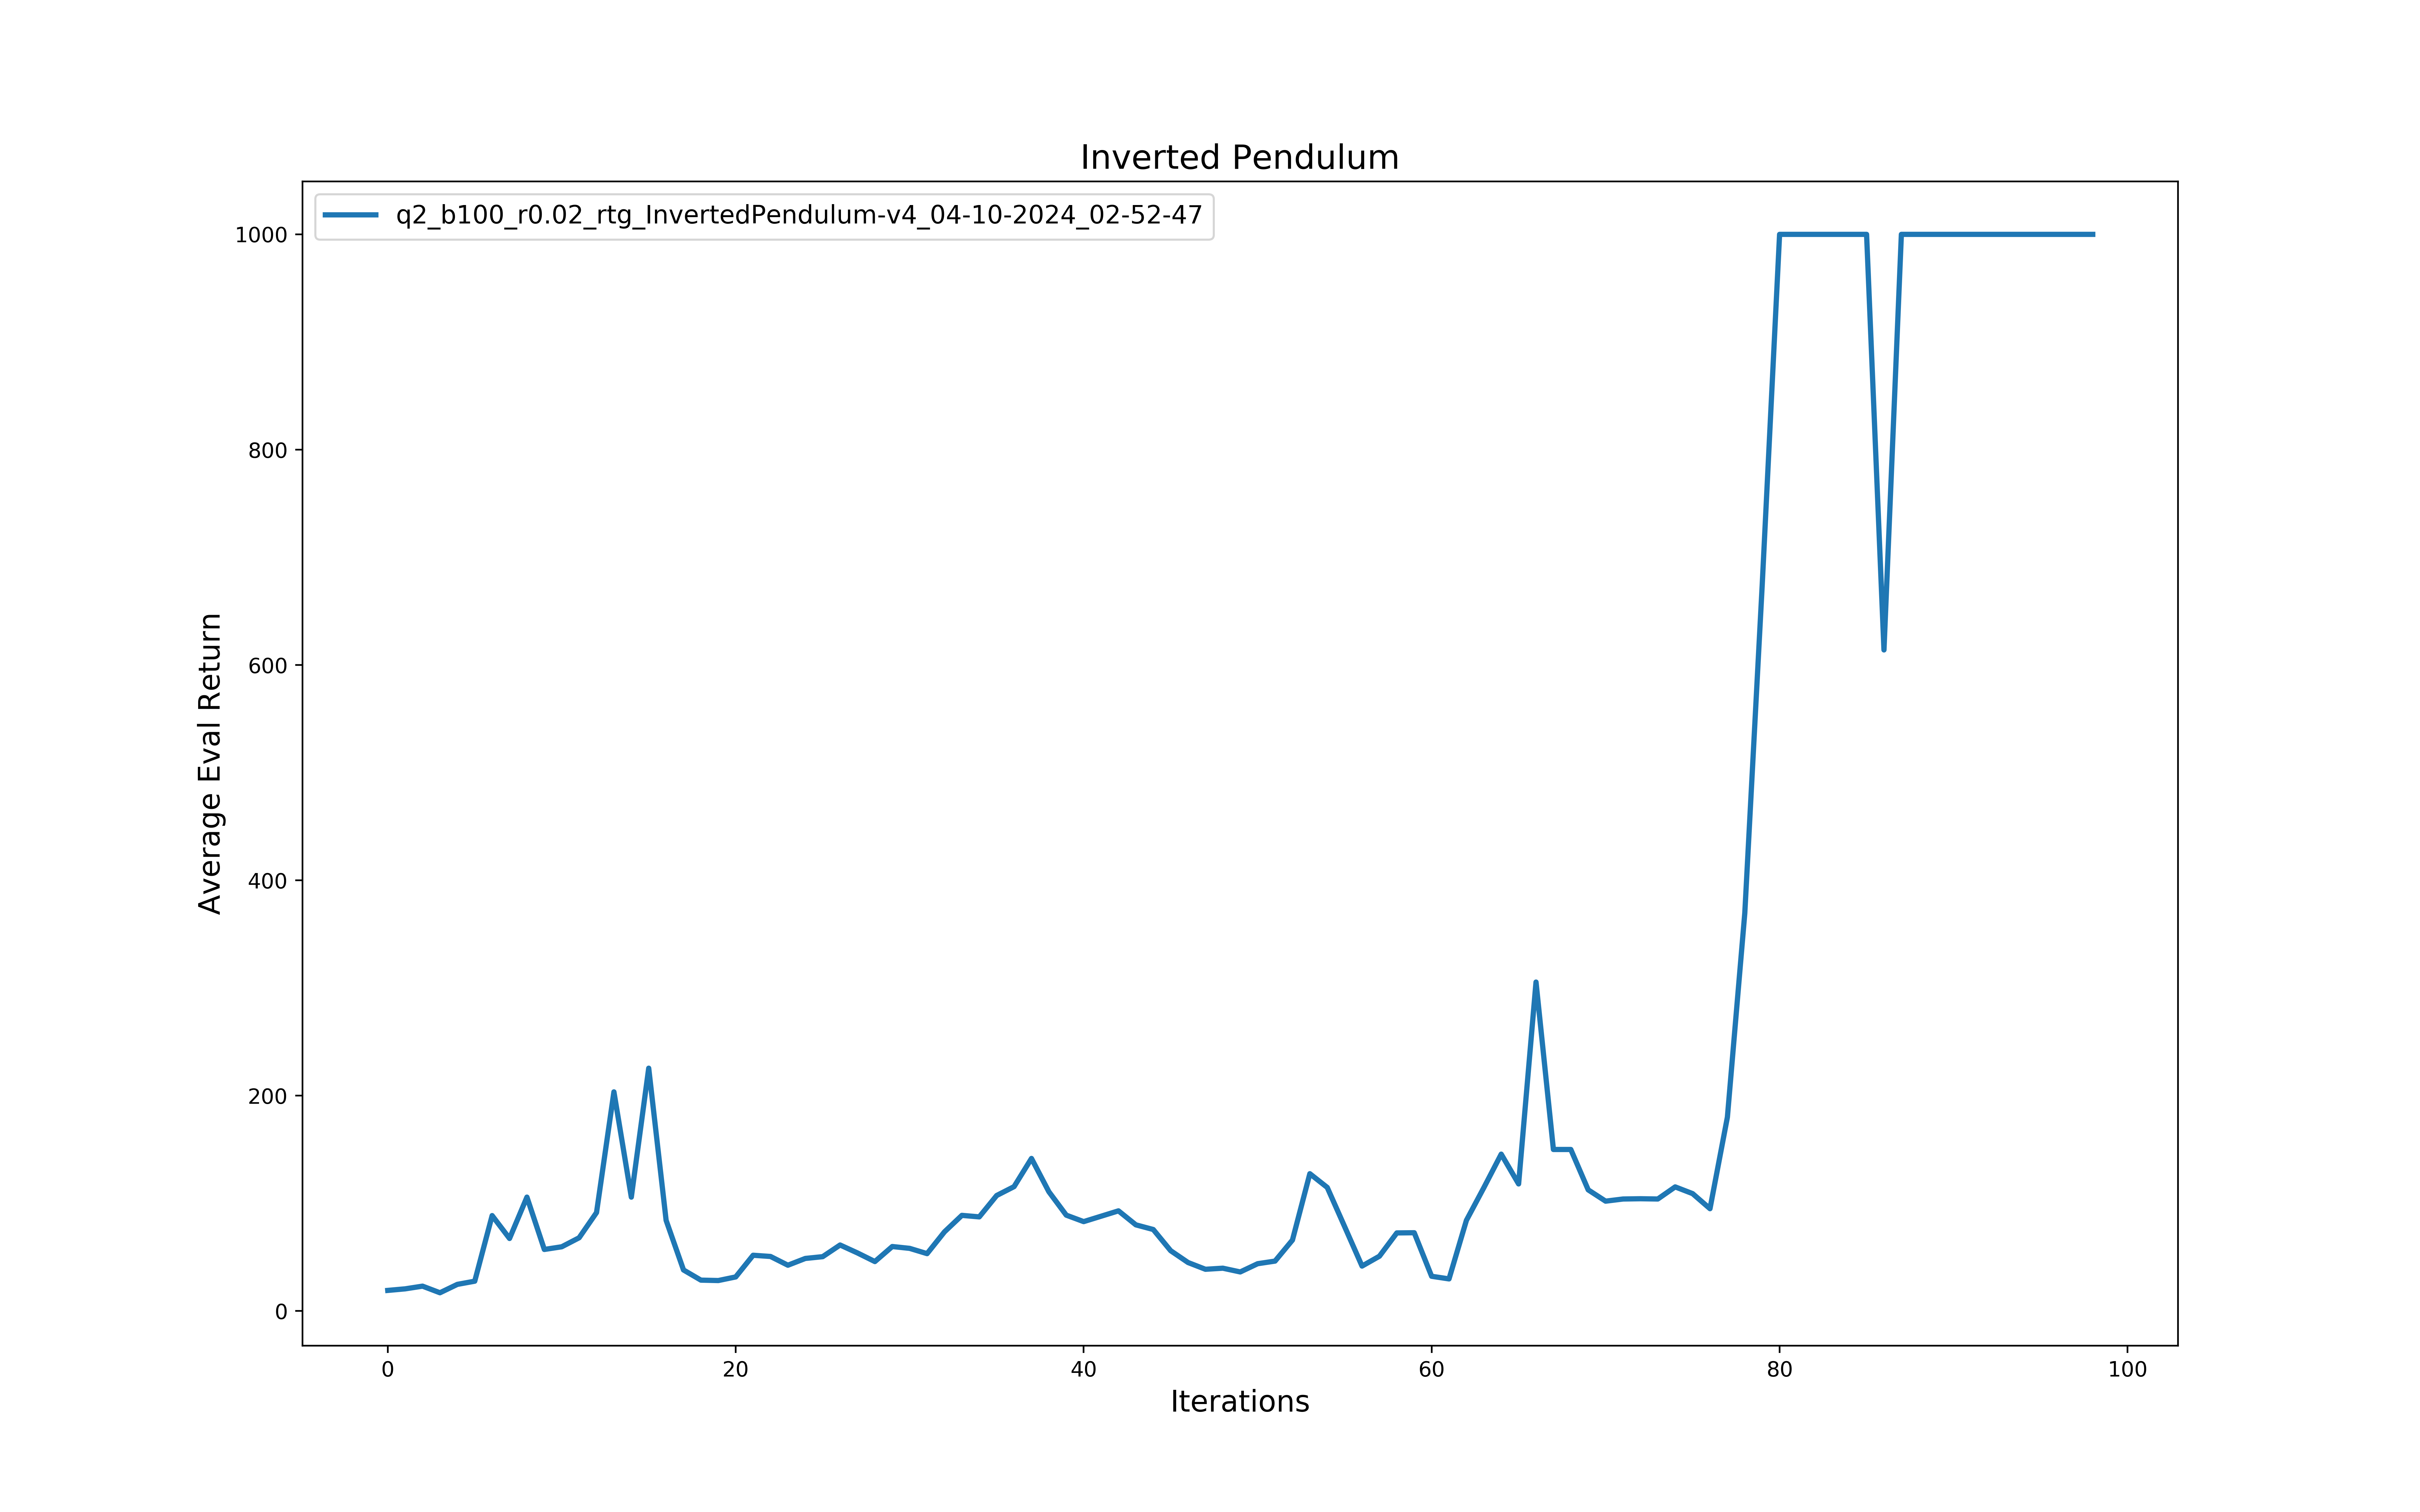 Inverted Pendulum
q2_b100_r0.02_rtg_InvertedPendulum-v4_04-10-2024_02-52-47
1000
800
600
400
200
0
Average Eval Return
0 20 40 60 80 100
Iterations